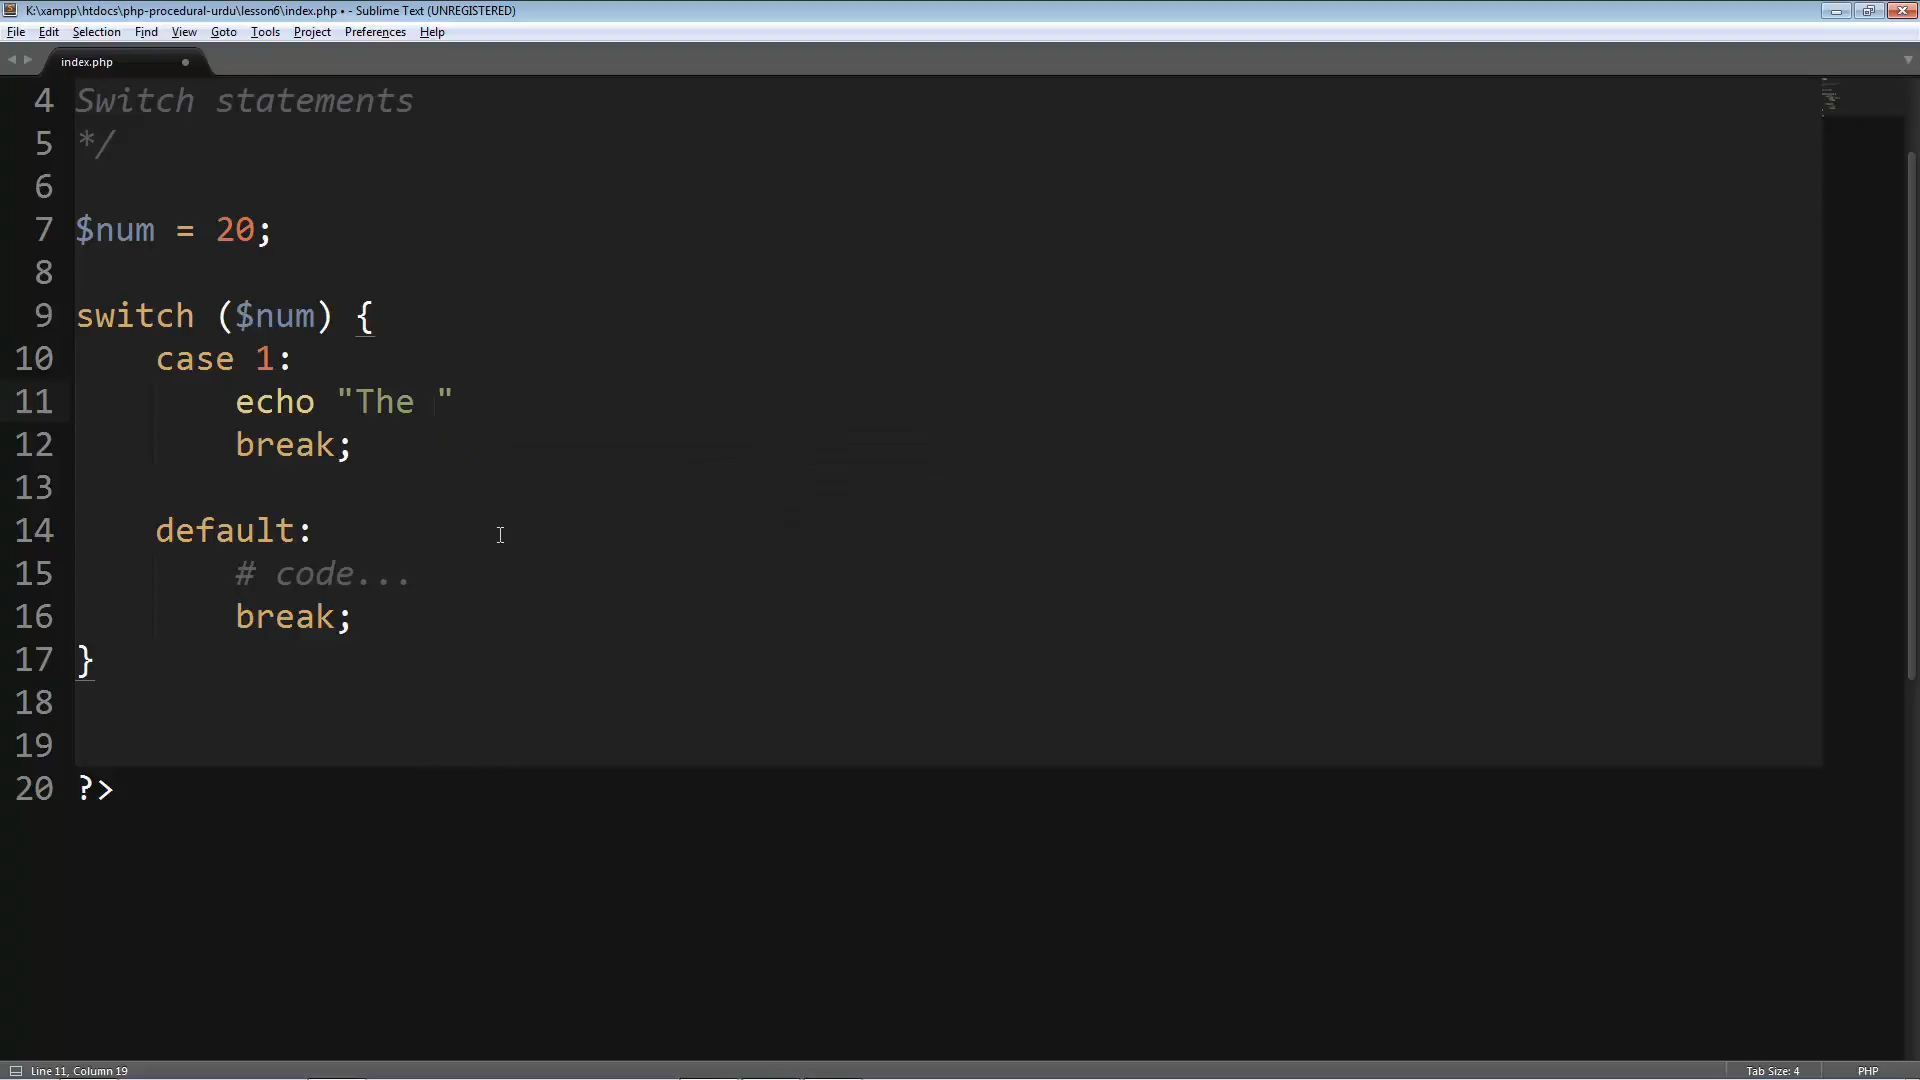 K:\xampp\htdocs\php-procedural-urdu\lesson6\index.php • - Sublime Text (UNREGISTERED)
File Edit Selection Find View Goto Tools Project Preferences Help
index.php
4 Switch statements
5 */
6
7 $num = 20;
8
9 switch ($num) {
10 case 1:
11 echo "The "
12 break;
13
14 default:
15 # code...
16 break;
17 }
18
19
20 ?>
Line 11, Column 19 Tab Size: 4 PHP